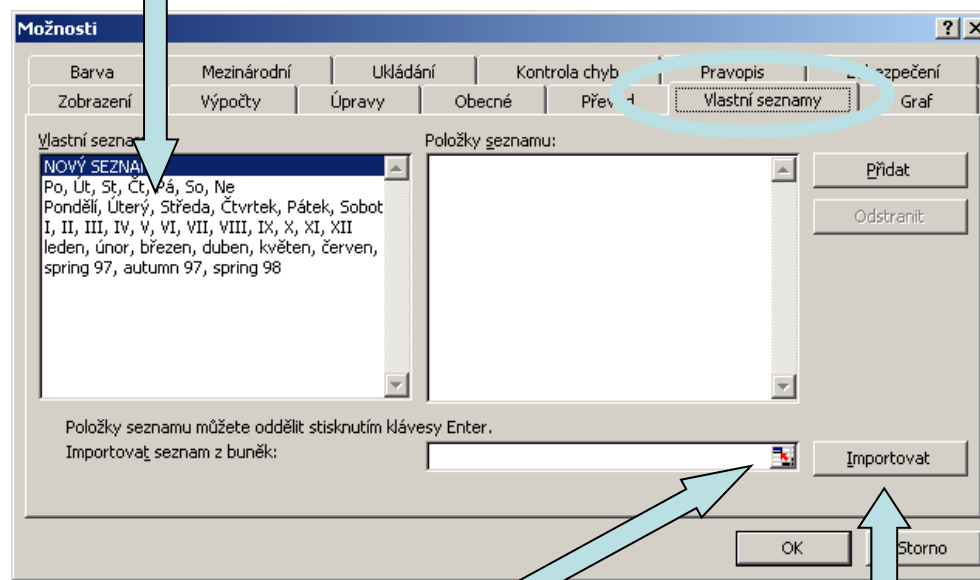 Možnosti
Barva Mezinárodní Ukládání Kontrola chyb Pravopis
Zobrazení Výpočty Úpravy Obecné Vlastní seznamy Graf
Vlastní Položky seznamu:
NOVÝ
Po, Út, St, Čt, Pá, So, Ne
Pondělí, Úterý, Středa, Čtvrtek, Pátek, Sobot
I, II, III, IV, V, VI, VII, VIII, IX, X, XI, XII
leden, únor, březen, duben, květen, červen,
spring 97, autumn 97, spring 98
Přidat
Odstranit
Položky seznamu můžete oddělit stisknutím klávesy Enter.
Importovat seznam z buněk:
Importovat
OK Storno